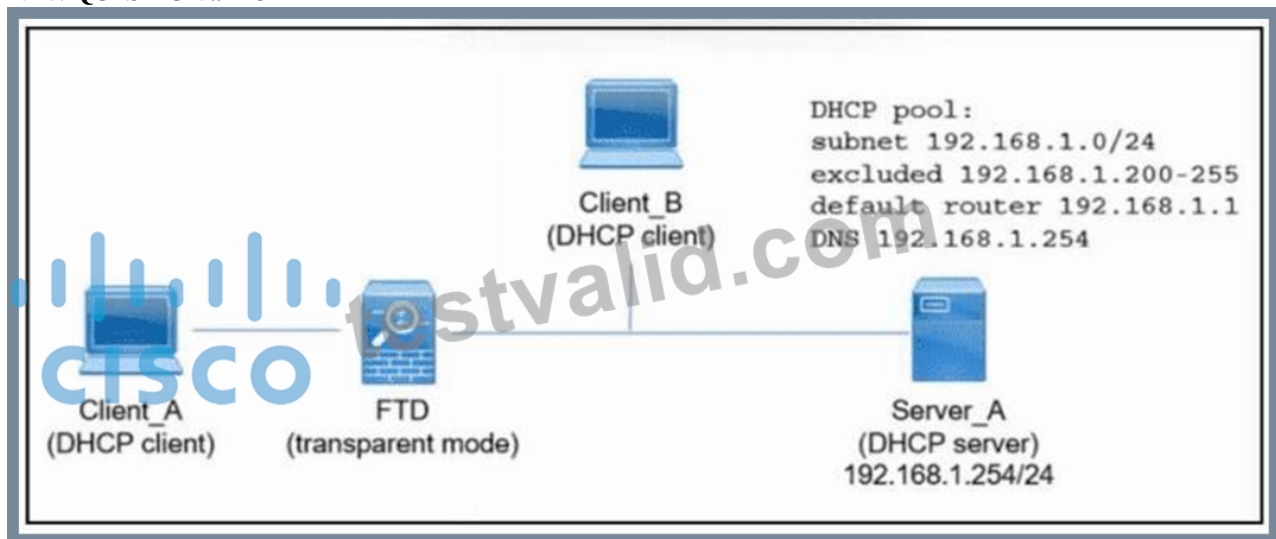 DHCP pool:
subnet 192.168.1.0/24
excluded 192.168.1.200-255
default router 192.168.1.1
DNS 192.168.1.254
Client_B
(DHCP client)
testvalid.com
CISCO
Client_A
(DHCP client)
FTD
(transparent mode)
Server_A
(DHCP server)
192.168.1.254/24